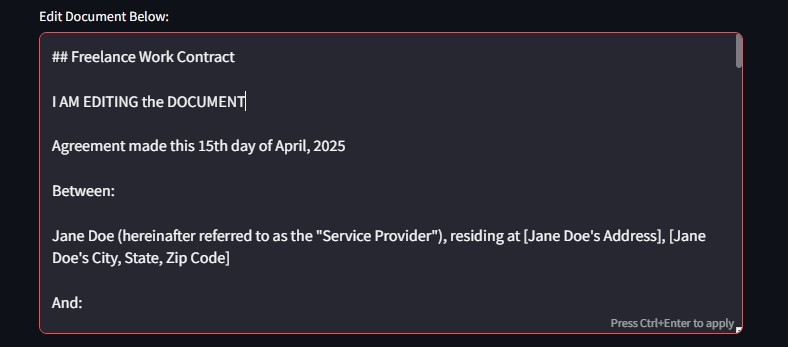 Edit Document Below:
## Freelance Work Contract
I AM EDITING the DOCUMENT
Agreement made this 15th day of April, 2025
Between:
Jane Doe (hereinafter referred to as the "Service Provider"), residing at [Jane Doe's Address], [Jane
Doe's City, State, Zip Code]
And:
Press Ctrl+Enter to apply